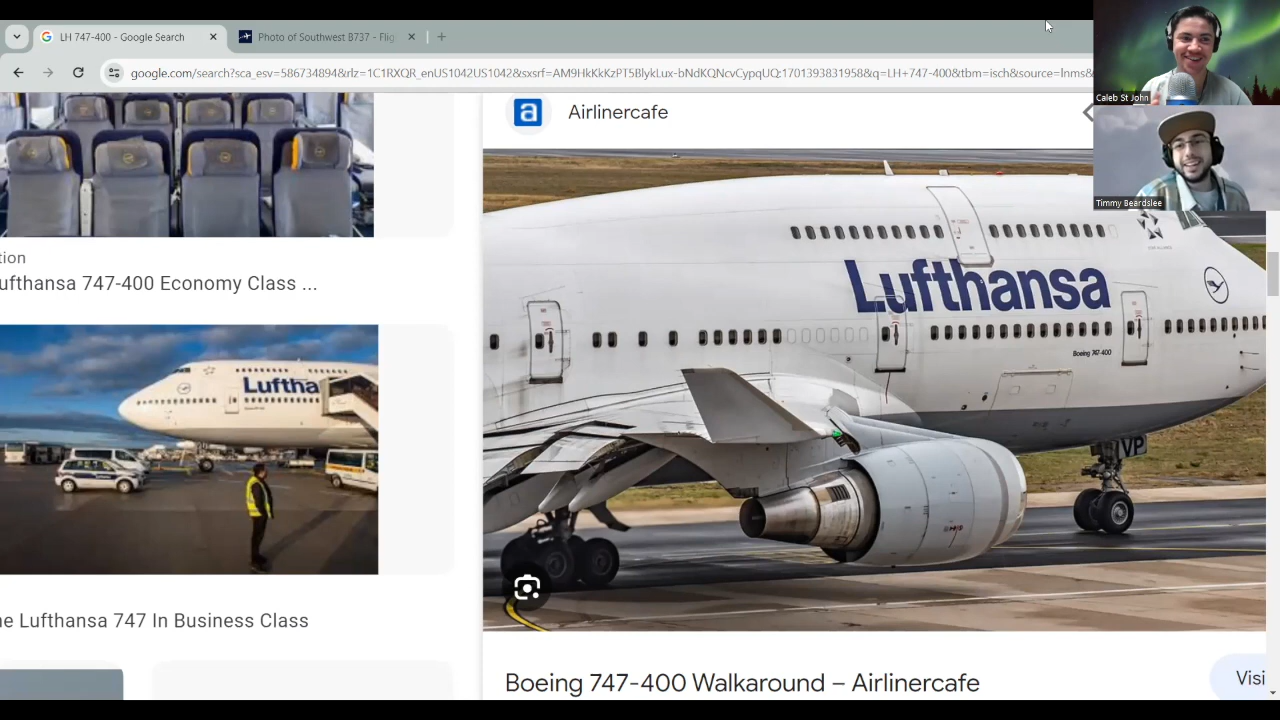 LH 747-400 - Google Search
Photo of Southwest B737 - Flig
google.com/search?sca_esv=586734894&rlz=1C1RXQR_enUS1042US1042&sxsrf=AM9HkKkKzPT5BlykLux-bNdKQNcvCypqUQ:1701393831958&q=LH+747-400&tbm=isch&source=lnms&
Caleb St John
Timmy Beardslee
a
Airlinercafe
Lufthansa
Boeing 747-400
VP
tion
ufthansa 747-400 Economy Class ...
Luftha
ne Lufthansa 747 In Business Class
Boeing 747-400 Walkaround – Airlinercafe
Visi